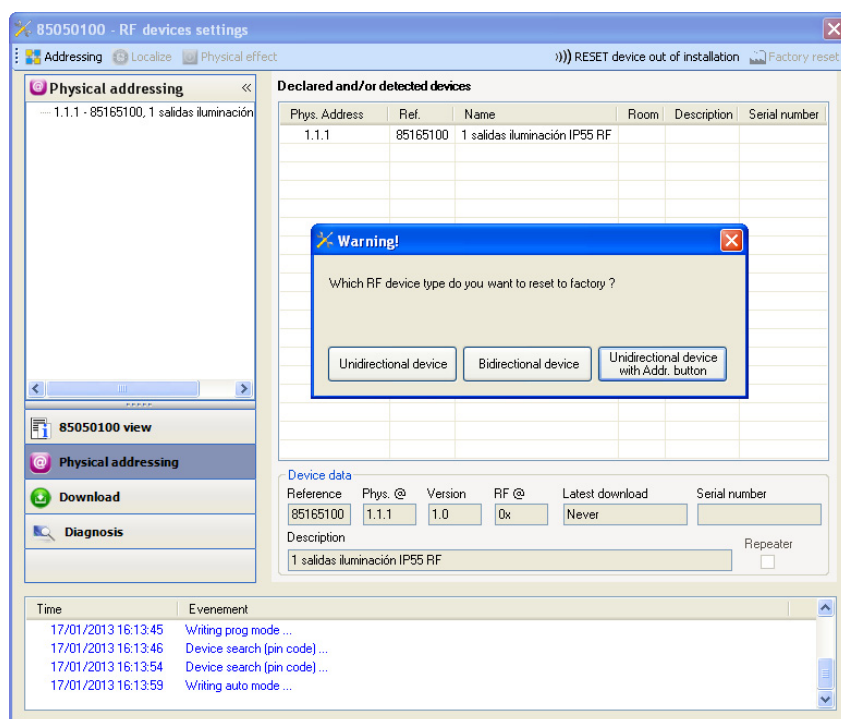 85050100 - RF devices settings
Addressing Localize Physical effect ))) RESET device out of installation Factory reset
Physical addressing «
1.1.1 - 85165100, 1 salidas iluminación
Declared and/or detected devices
Phys. Address Ref. Name Room Description Serial number
1.1.1 85165100 1 salidas iluminación IP55 RF
Warning!
Which RF device type do you want to reset to factory ?
Unidirectional device Bidirectional device Unidirectional device
with Addr. button
85050100 view
Physical addressing
Download
Diagnosis
Device data
Reference Phys. @ Version RF @ Latest download Serial number
85165100 1.1.1 1.0 0x Never
Description
Repeater
1 salidas iluminación IP55 RF
Time Evenement
17/01/2013 16:13:45 Writing prog mode ...
17/01/2013 16:13:46 Device search (pin code) ...
17/01/2013 16:13:54 Device search (pin code) ...
17/01/2013 16:13:59 Writing auto mode ...